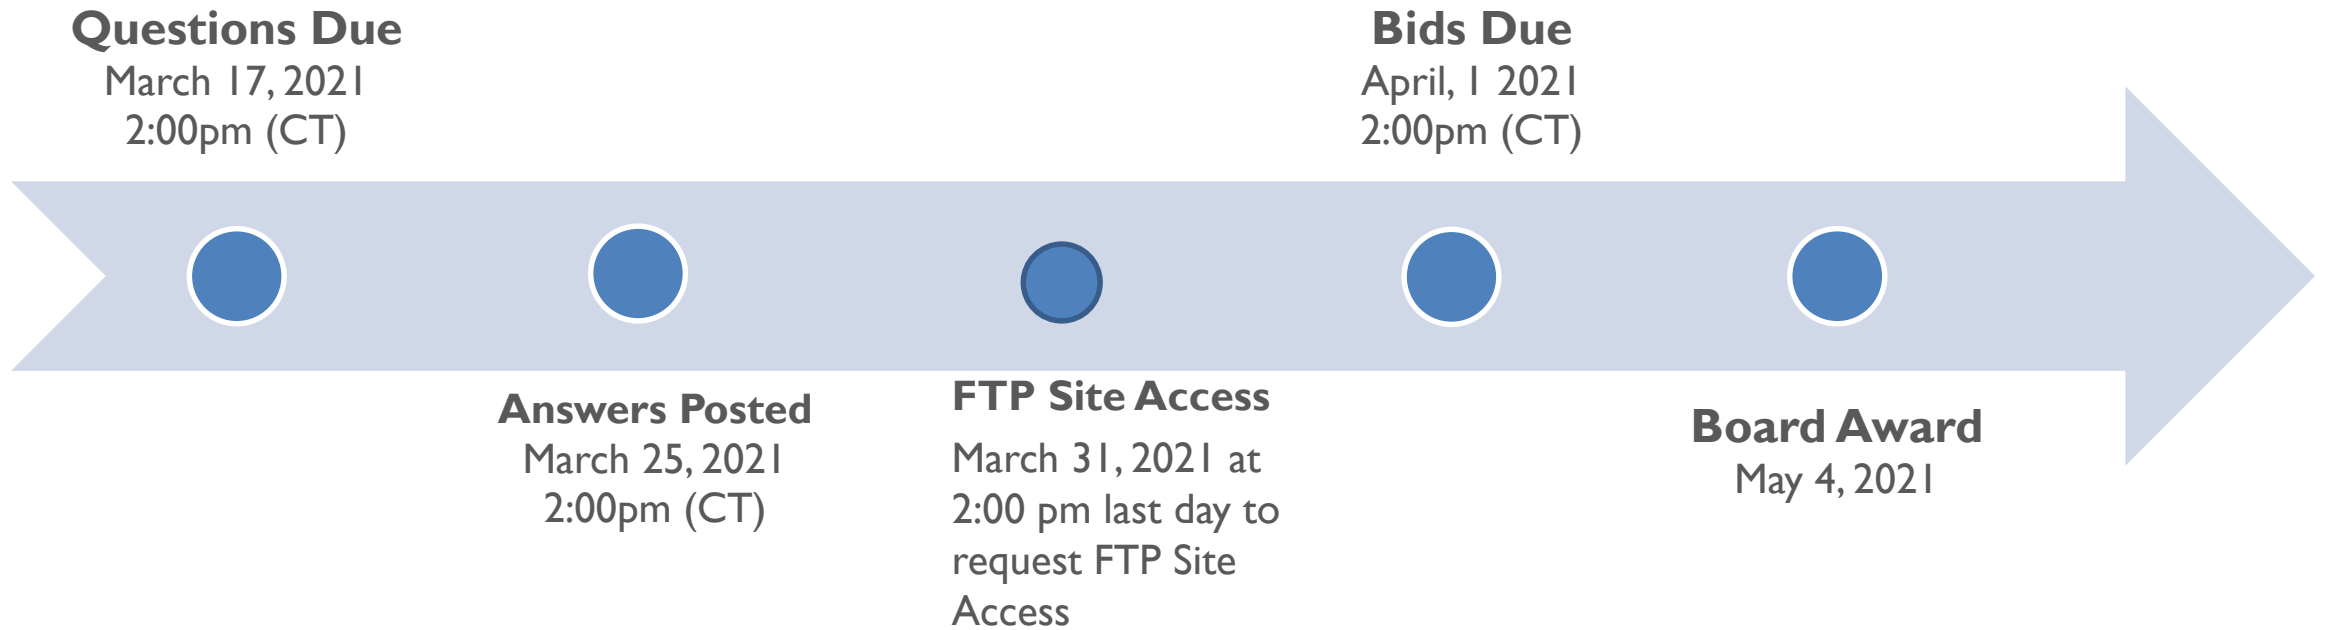 Questions Due
March 17, 2021
2:00pm (CT)
Answers Posted
March 25, 2021
2:00pm (CT)
FTP Site Access
March 31, 2021 at
2:00 pm last day to
request FTP Site
Access
Bids Due
April, 1 2021
2:00pm (CT)
Board Award
May 4, 2021